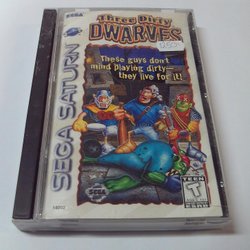 SEGA
Three Dirty
DWARVES
These guys don't
mind playing dirty—
they live for it!
SEGA SATURN
TEEN
T
SEGA